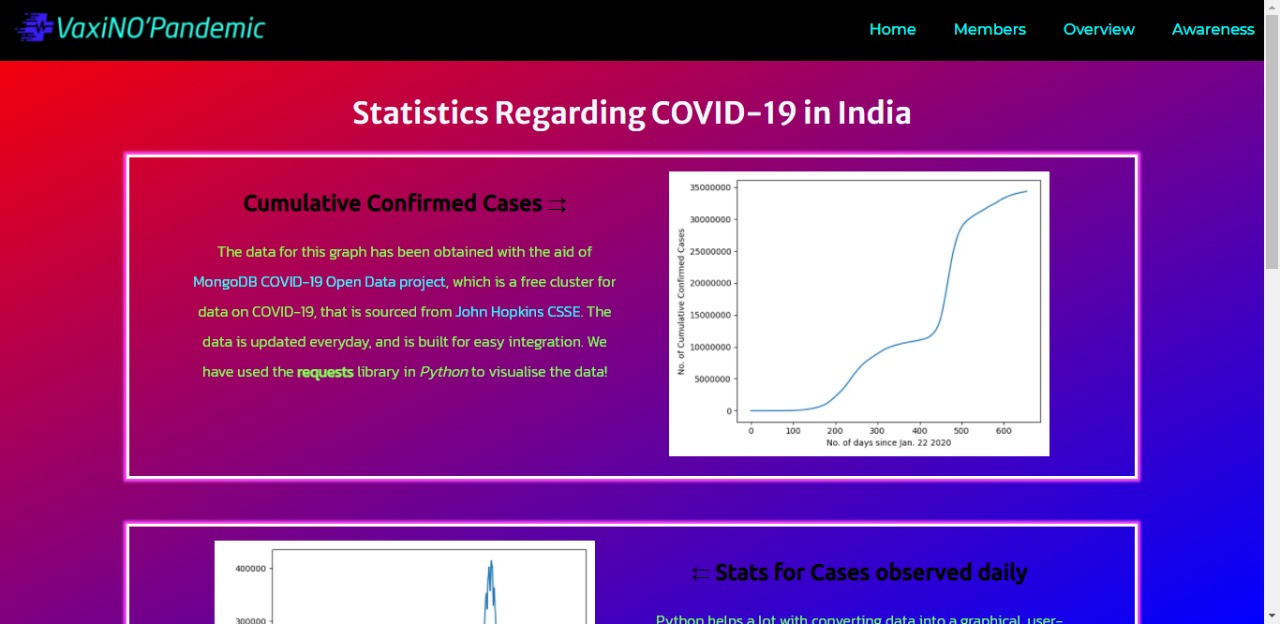 VaxiNO'Pandemic
Home Members Overview Awareness
Statistics Regarding COVID-19 in India
Cumulative Confirmed Cases ⇉
The data for this graph has been obtained with the aid of
MongoDB COVID-19 Open Data project, which is a free cluster for
data on COVID-19, that is sourced from John Hopkins CSSE. The
data is updated everyday, and is built for easy integration. We
have used the requests library in Python to visualise the data!
35000000
30000000
25000000
20000000
15000000
10000000
5000000
0
No. of Cumulative Confirmed Cases
0 100 200 300 400 500 600
No. of days since Jan. 22 2020
400000
300000
⇇ Stats for Cases observed daily
Python helps a lot with converting data into a graphical, user-